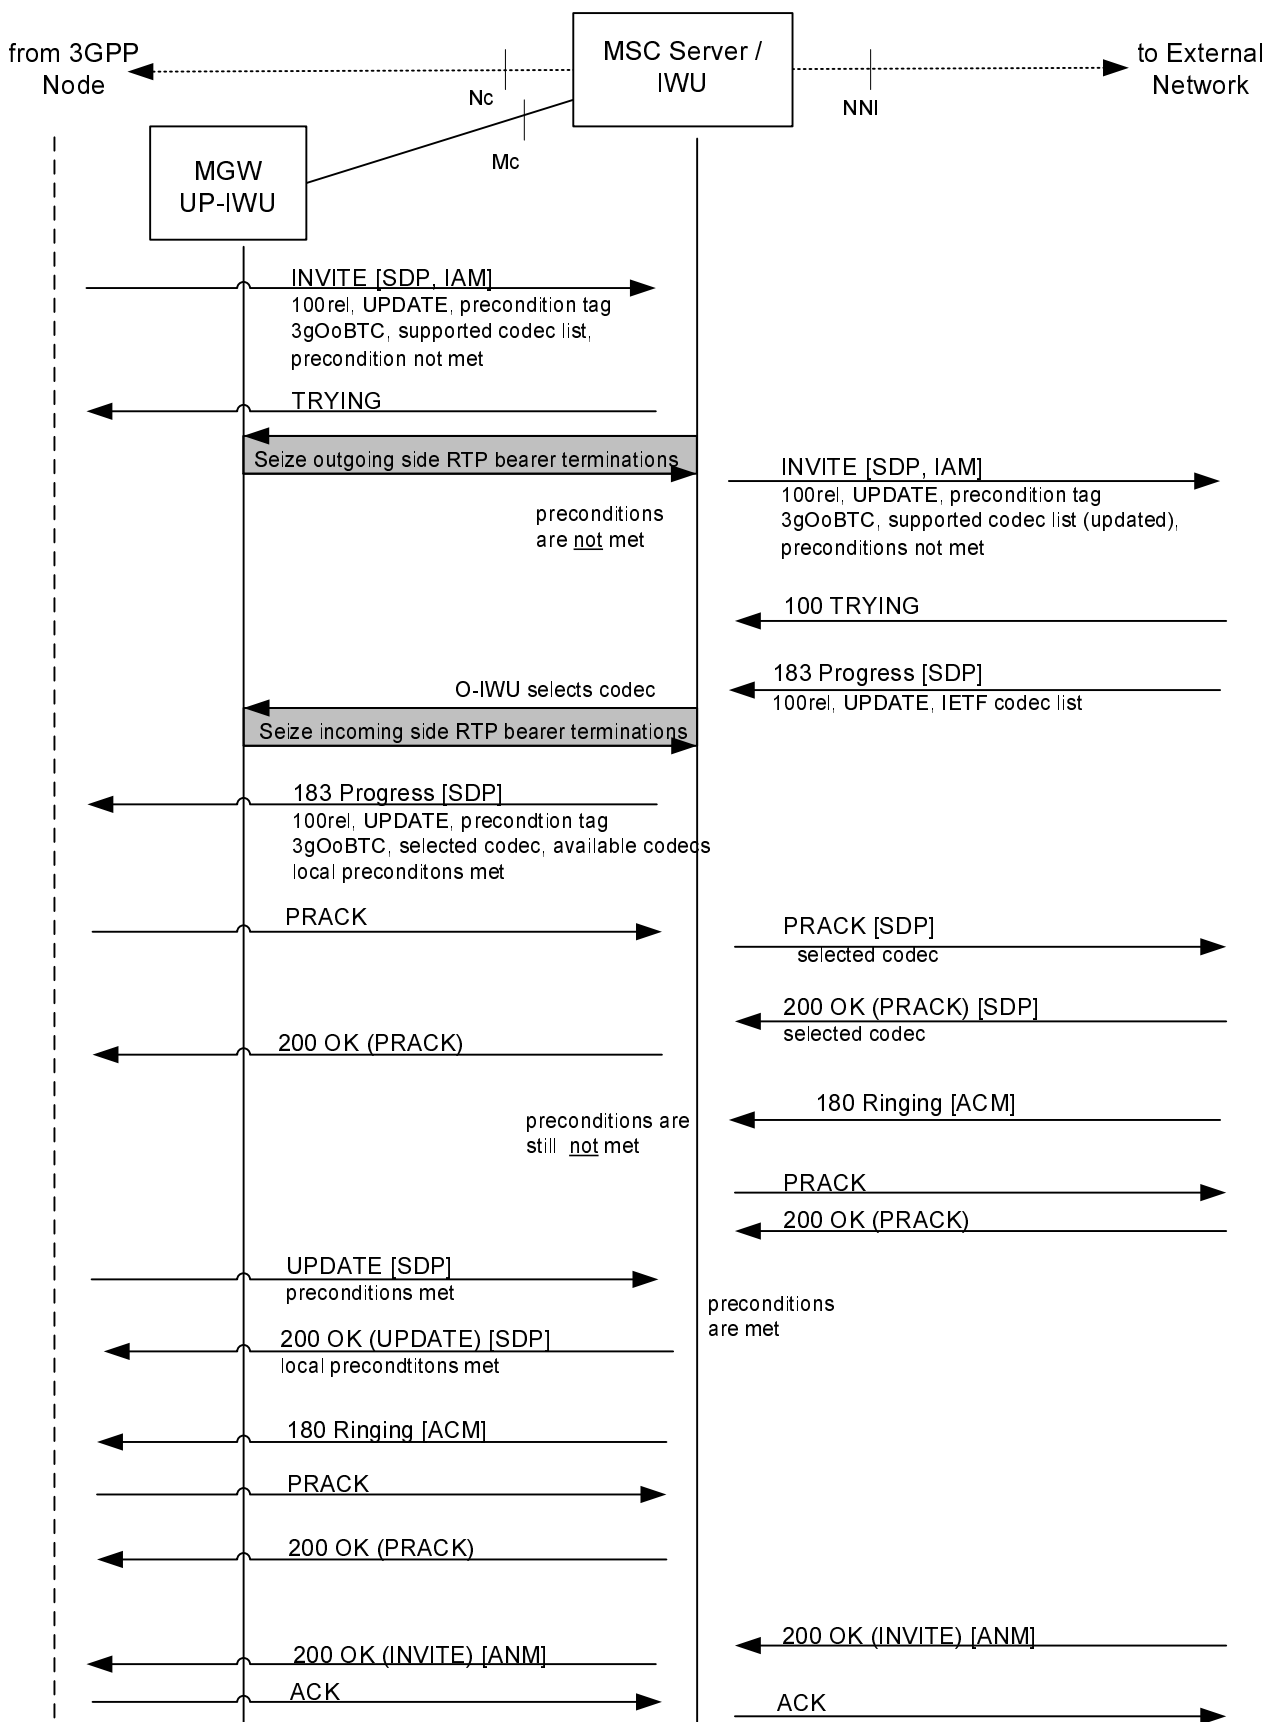 from 3GPP
Node
MSC Server /
IWU
to External
Network
Nc
NNI
Mc
MGW
UP-IWU
INVITE [SDP, IAM]
100rel, UPDATE, precondition tag
3gOoBTC, supported codec list,
precondition not met
TRYING
Seize outgoing side RTP bearer terminations
INVITE [SDP, IAM]
100rel, UPDATE, precondition tag
3gOoBTC, supported codec list (updated),
preconditions not met
preconditions
are not met
100 TRYING
183 Progress [SDP]
100rel, UPDATE, IETF codec list
O-IWU selects codec
Seize incoming side RTP bearer terminations
183 Progress [SDP]
100rel, UPDATE, precondtion tag
3gOoBTC, selected codec, available codecs
local preconditons met
PRACK
PRACK [SDP]
selected codec
200 OK (PRACK) [SDP]
selected codec
200 OK (PRACK)
180 Ringing [ACM]
preconditions are
still not met
PRACK
200 OK (PRACK)
UPDATE [SDP]
preconditions met
preconditions
are met
200 OK (UPDATE) [SDP]
local precondtitons met
180 Ringing [ACM]
PRACK
200 OK (PRACK)
200 OK (INVITE) [ANM]
200 OK (INVITE) [ANM]
ACK
ACK